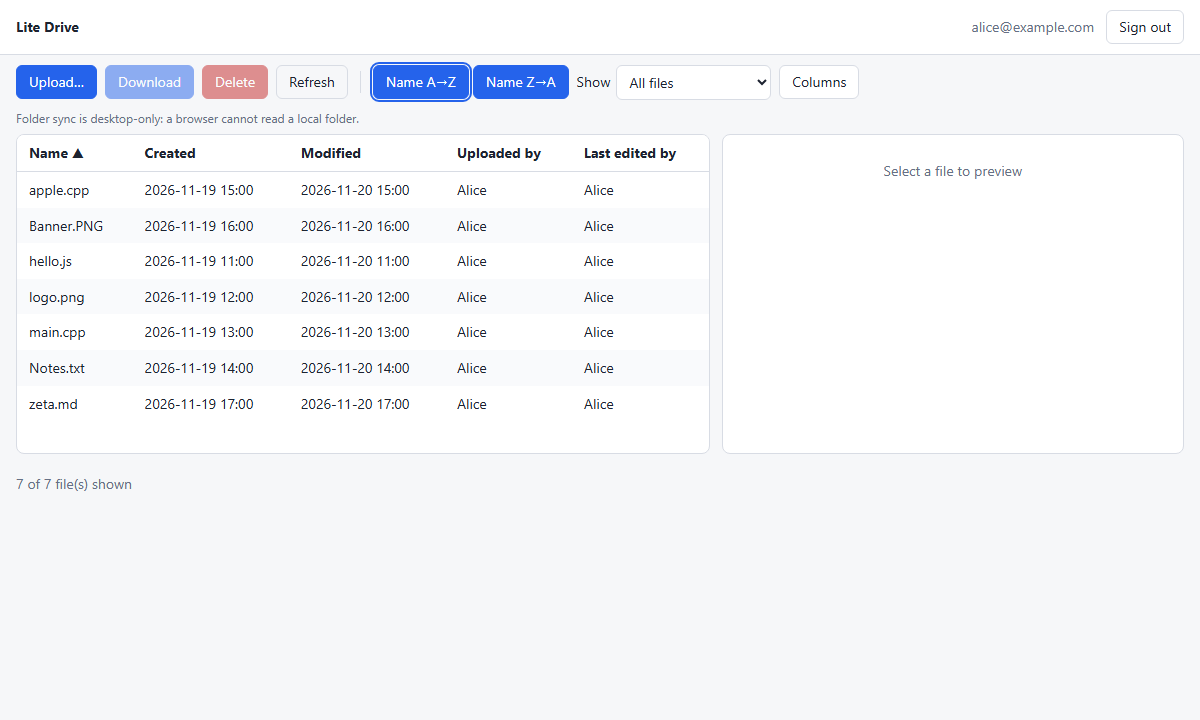 Lite Drive alice@example.com Sign out
Upload... Download Delete Refresh Name A→Z Name Z→A Show All files Columns
Folder sync is desktop-only: a browser cannot read a local folder.
Name ▲ Created Modified Uploaded by Last edited by
apple.cpp 2026-11-19 15:00 2026-11-20 15:00 Alice Alice
Banner.PNG 2026-11-19 16:00 2026-11-20 16:00 Alice Alice
hello.js 2026-11-19 11:00 2026-11-20 11:00 Alice Alice
logo.png 2026-11-19 12:00 2026-11-20 12:00 Alice Alice
main.cpp 2026-11-19 13:00 2026-11-20 13:00 Alice Alice
Notes.txt 2026-11-19 14:00 2026-11-20 14:00 Alice Alice
zeta.md 2026-11-19 17:00 2026-11-20 17:00 Alice Alice
Select a file to preview
7 of 7 file(s) shown